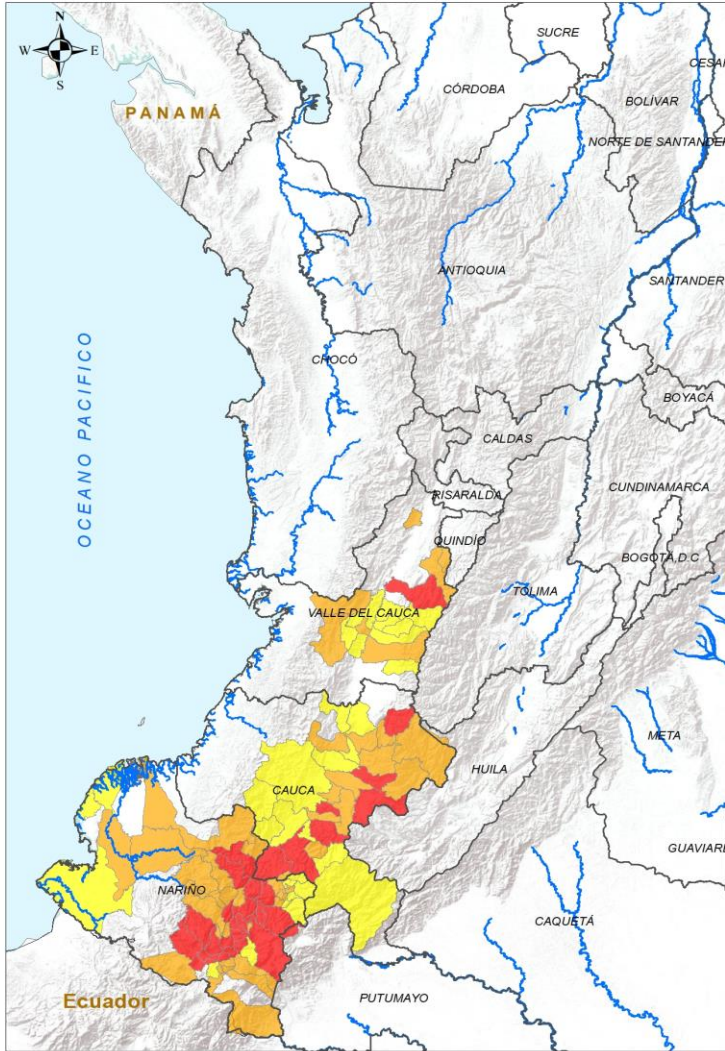 N
W E
S
SUCRE
CESAR
CÓRDOBA
BOLÍVAR
PANAMÁ
NORTE DE SANTANDER
ANTIOQUIA
SANTANDER
OCEANO PACIFICO
CHOCÓ
BOYACÁ
CALDAS
CUNDINAMARCA
RISARALDA
QUINDÍO
BOGOTÁ,D.C
TOLIMA
VALLE DEL CAUCA
META
HUILA
CAUCA
GUAVIARE
NARIÑO
CAQUETÁ
Ecuador
PUTUMAYO